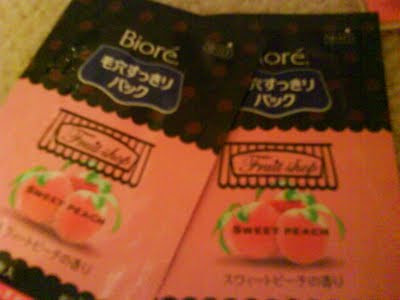 Bioré
毛穴すっきり
パック
Fruit shop
SWEET PEACH
スウィートピーチの香り
Bioré
穴すっきり
パック
Fruit shop
SWEET PEACH
スウィートピーチの香り